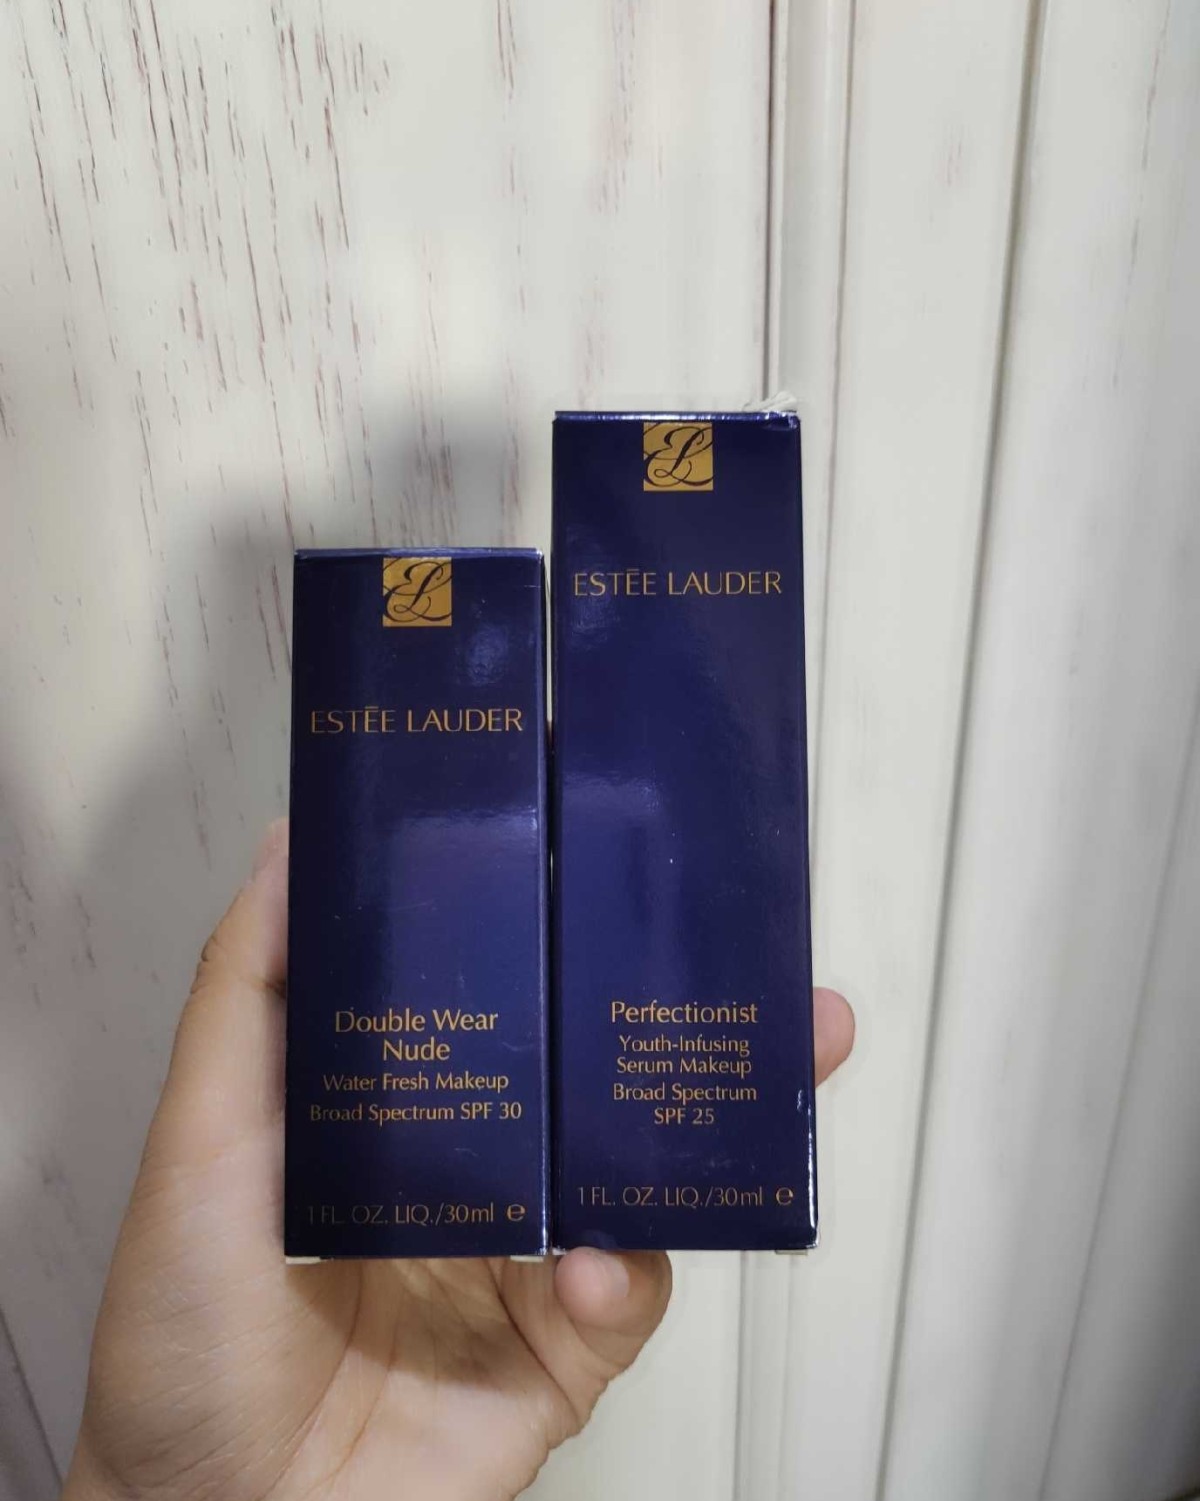 ESTĒE LAUDER
Double Wear
Nude
Water Fresh Makeup
Broad Spectrum SPF 30
1 FL. OZ. LIQ./30ml e
ESTĒE LAUDER
Perfectionist
Youth-Infusing
Serum Makeup
Broad Spectrum
SPF 25
1 FL. OZ. LIQ./30ml e